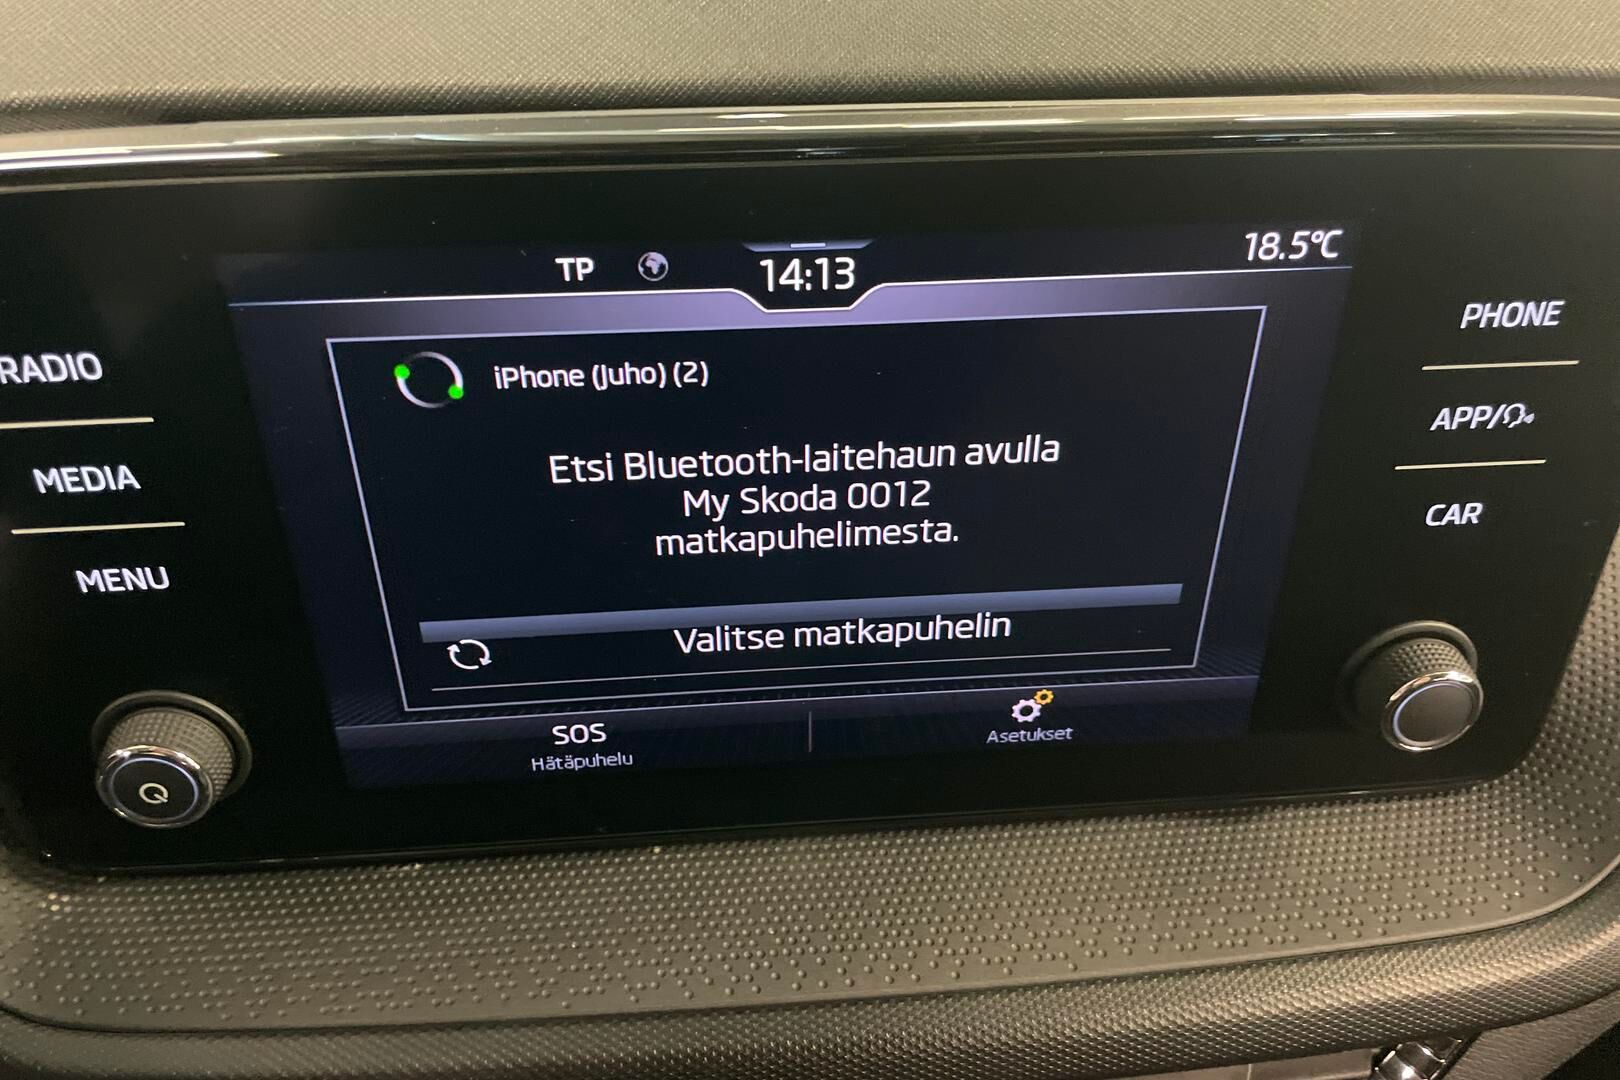 TP
14:13
18.5°C
RADIO
MEDIA
MENU
iPhone (Juho) (2)
Etsi Bluetooth-laitehaun avulla
My Skoda 0012
matkapuhelimesta.
Valitse matkapuhelin
SOS
Hätäpuhelu
Asetukset
PHONE
APP/
CAR